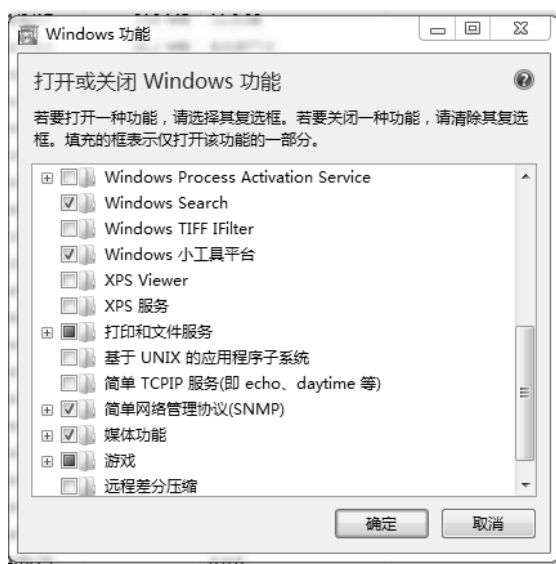 Windows 功能
打开或关闭 Windows 功能
若要打开一种功能，请选择其复选框。若要关闭一种功能，请清除其复选
框。填充的框表示仅打开该功能的一部分。
Windows Process Activation Service
Windows Search
Windows TIFF IFilter
Windows 小工具平台
XPS Viewer
XPS 服务
打印和文件服务
基于 UNIX 的应用程序子系统
简单 TCPIP 服务(即 echo、daytime 等)
简单网络管理协议(SNMP)
媒体功能
游戏
远程差分压缩
确定
取消